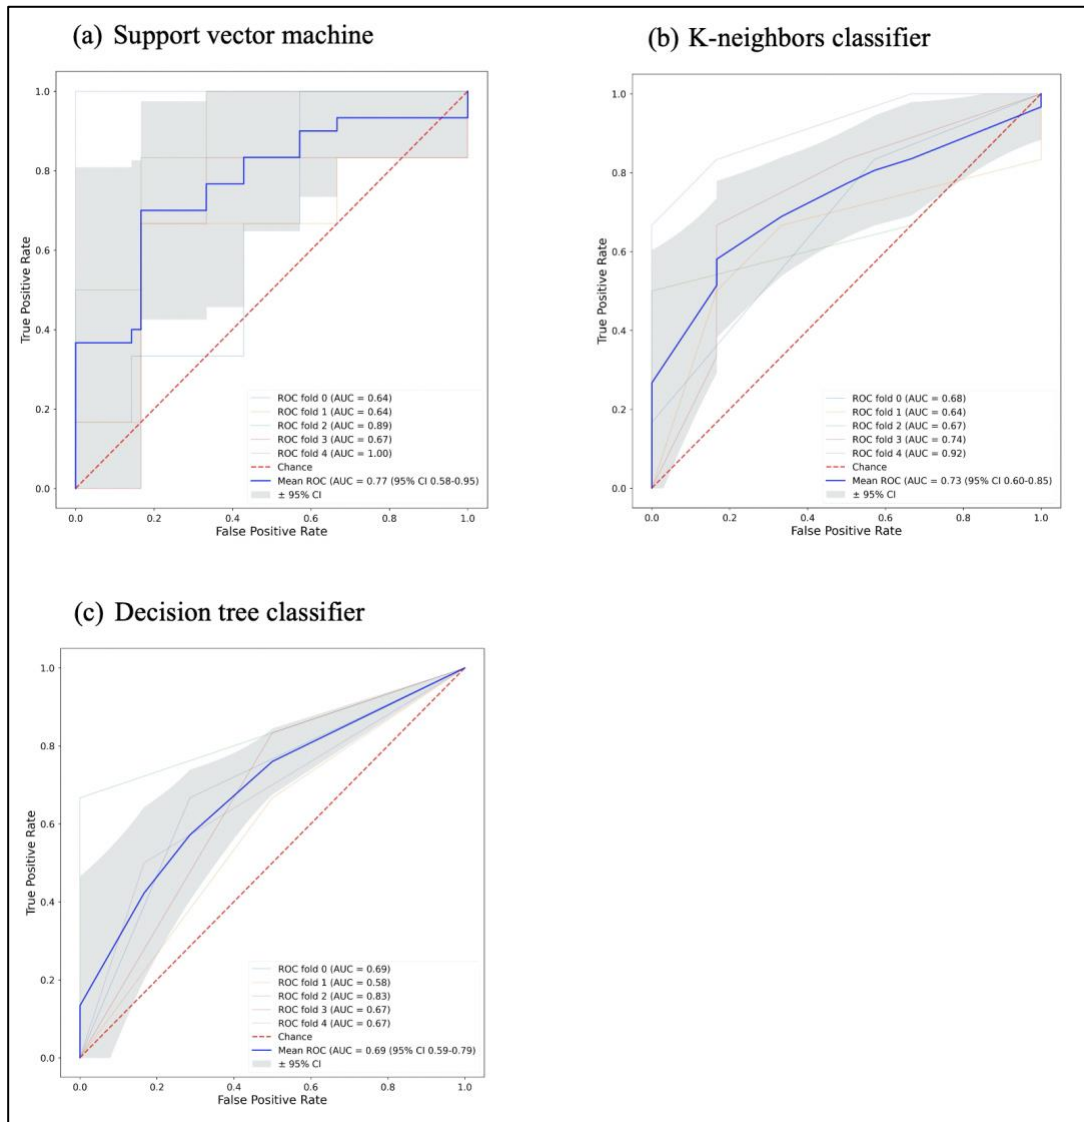 (a) Support vector machine
1.0
0.8
0.6
0.4
0.2
0.0
True Positive Rate
ROC fold 0 (AUC = 0.64)
ROC fold 1 (AUC = 0.64)
ROC fold 2 (AUC = 0.89)
ROC fold 3 (AUC = 0.67)
ROC fold 4 (AUC = 1.00)
Chance
Mean ROC (AUC = 0.77 (95% CI 0.58-0.95)
± 95% CI
0.0 0.2 0.4 0.6 0.8 1.0
False Positive Rate
(b) K-neighbors classifier
1.0
0.8
0.6
0.4
0.2
0.0
True Positive Rate
ROC fold 0 (AUC = 0.68)
ROC fold 1 (AUC = 0.64)
ROC fold 2 (AUC = 0.67)
ROC fold 3 (AUC = 0.74)
ROC fold 4 (AUC = 0.92)
Chance
Mean ROC (AUC = 0.73 (95% CI 0.60-0.85)
± 95% CI
0.0 0.2 0.4 0.6 0.8 1.0
False Positive Rate
(c) Decision tree classifier
1.0
0.8
0.6
0.4
0.2
0.0
True Positive Rate
ROC fold 0 (AUC = 0.69)
ROC fold 1 (AUC = 0.58)
ROC fold 2 (AUC = 0.83)
ROC fold 3 (AUC = 0.67)
ROC fold 4 (AUC = 0.67)
Chance
Mean ROC (AUC = 0.69 (95% CI 0.59-0.79)
± 95% CI
0.0 0.2 0.4 0.6 0.8 1.0
False Positive Rate